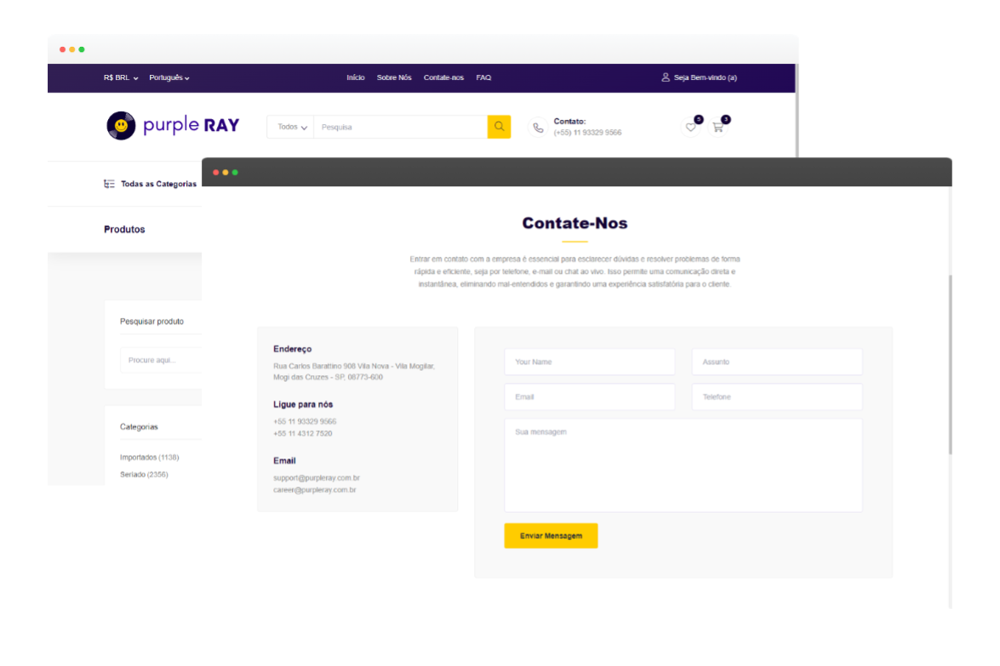 R$ BRL Português Início Sobre Nós Contate-nos FAQ Seja Bem-vindo (a)
purple RAY
Todos Pesquisa
Contato:
(+55) 11 93329 9566
5 3
Todas as Categorias
Produtos
Pesquisar produto
Procure aqui...
Categorias
Importados (1138)
Seriado (2356)
Contate-Nos
Entrar em contato com a empresa é essencial para esclarecer dúvidas e resolver problemas de forma
rápida e eficiente, seja por telefone, e-mail ou chat ao vivo. Isso permite uma comunicação direta e
instantânea, eliminando mal-entendidos e garantindo uma experiência satisfatória para o cliente.
Endereço
Rua Carlos Barattino 908 Vila Nova - Vila Mogilar,
Mogi das Cruzes - SP, 08773-600
Ligue para nós
+55 11 93329 9566
+55 11 4312 7520
Email
support@purpleray.com.br
career@purpleray.com.br
Your Name Assunto
Email Telefone
Sua mensagem
Enviar Mensagem